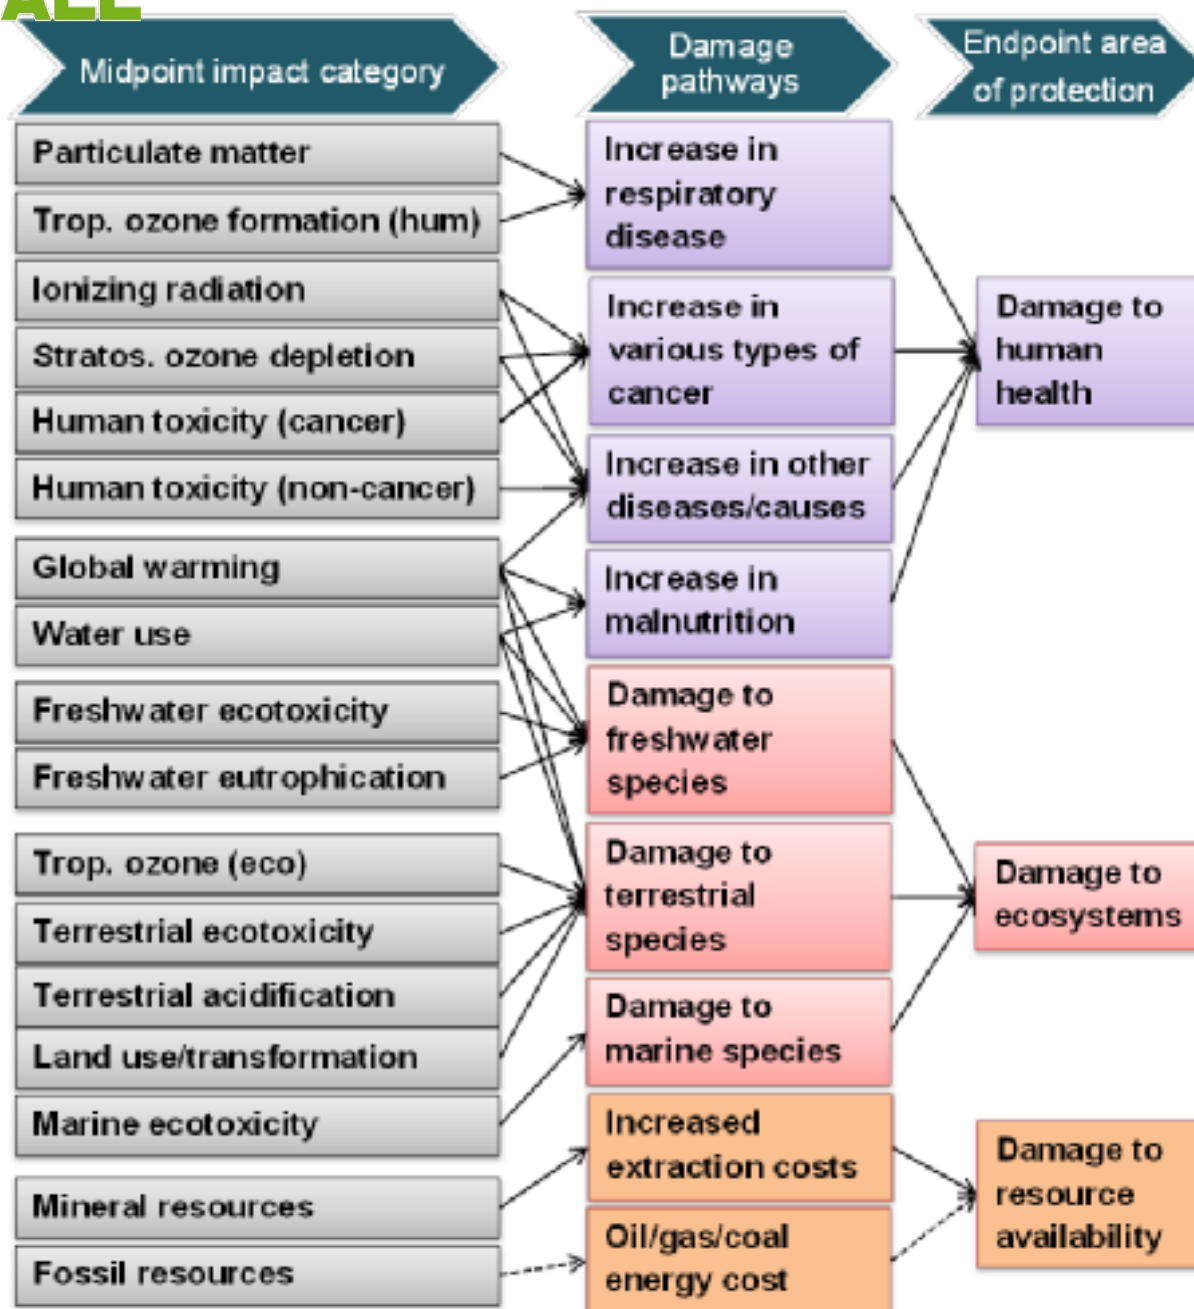 Midpoint impact category
Damage
pathways
Endpoint area
of protection
Particulate matter
Trop. ozone formation (hum)
Ionizing radiation
Stratos. ozone depletion
Human toxicity (cancer)
Human toxicity (non-cancer)
Global warming
Water use
Freshwater ecotoxicity
Freshwater eutrophication
Trop. ozone (eco)
Terrestrial ecotoxicity
Terrestrial acidification
Land use/transformation
Marine ecotoxicity
Mineral resources
Fossil resources
Increase in
respiratory
disease
Increase in
various types of
cancer
Increase in other
diseases/causes
Increase in
malnutrition
Damage to
freshwater
species
Damage to
terrestrial
species
Damage to
marine species
Increased
extraction costs
Oil/gas/coal
energy cost
Damage to
human
health
Damage to
ecosystems
Damage to
resource
availability